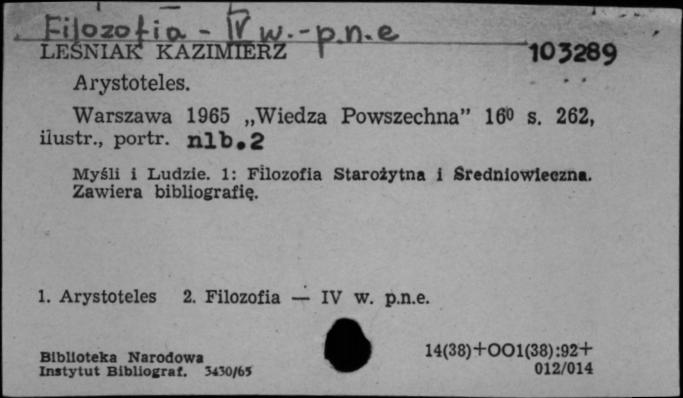 Filozofia - IV w. - p.n.e
LEŚNIAK KAZIMIERZ 103289
Arystoteles.
Warszawa 1965 „Wiedza Powszechna” 16⁰ s. 262,
ilustr., portr. nlb. 2
Myśli i Ludzie. 1: Filozofia Starożytna i Średniowieczna.
Zawiera bibliografię.
1. Arystoteles 2. Filozofia — IV w. p.n.e.
Biblioteka Narodowa 14(38)+001(38):92+
Instytut Bibliograf. 3430/65 012/014